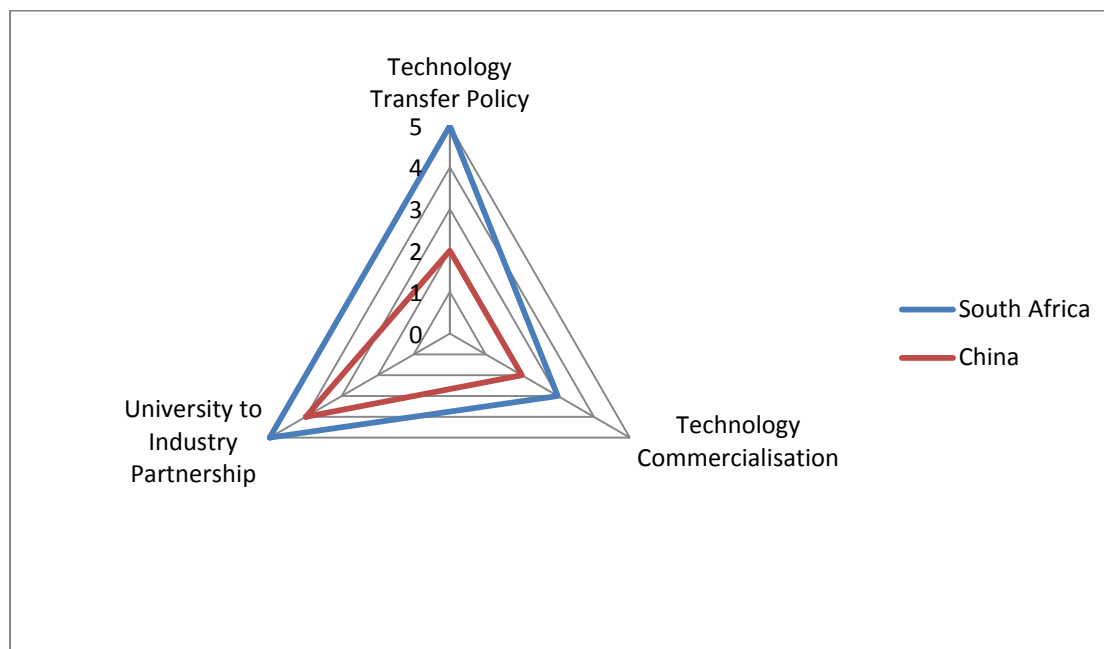 Technology
Transfer Policy
5
4
3
2
1
0
South Africa
China
University to
Industry
Partnership
Technology
Commercialisation